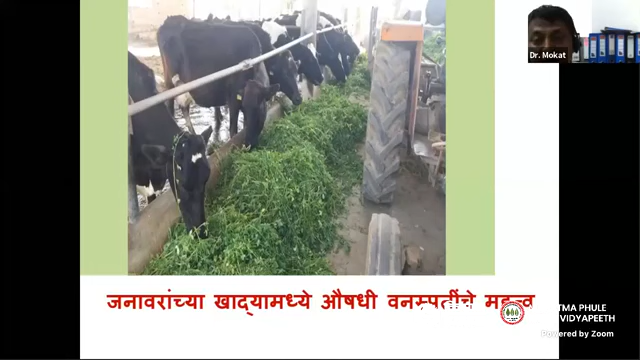 Dr. Mokat
जनावरांच्या खाद्यामध्ये औषधी वनस्पतींचे महत्त्व
TMA PHULE
VIDYAPEETH
Powered by Zoom